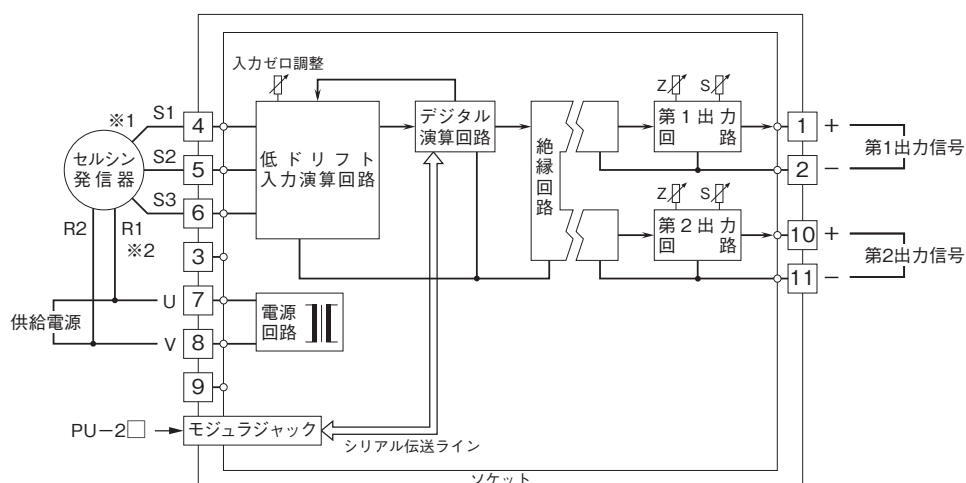 入力ゼロ調整
※1
S1
4
セルシン
発信器
S2
5
S3
6
R2
R1
※2
3
低ドリフト
入力演算回路
デジタル
演算回路
絶縁回路
Z
S
第1出力
回路
1
+
2
−
第1出力信号
Z
S
第2出力
回路
10
+
11
−
第2出力信号
供給電源
U
7
V
8
電源
回路
9
PU−2□
モジュラジャック
シリアル伝送ライン
ソケット